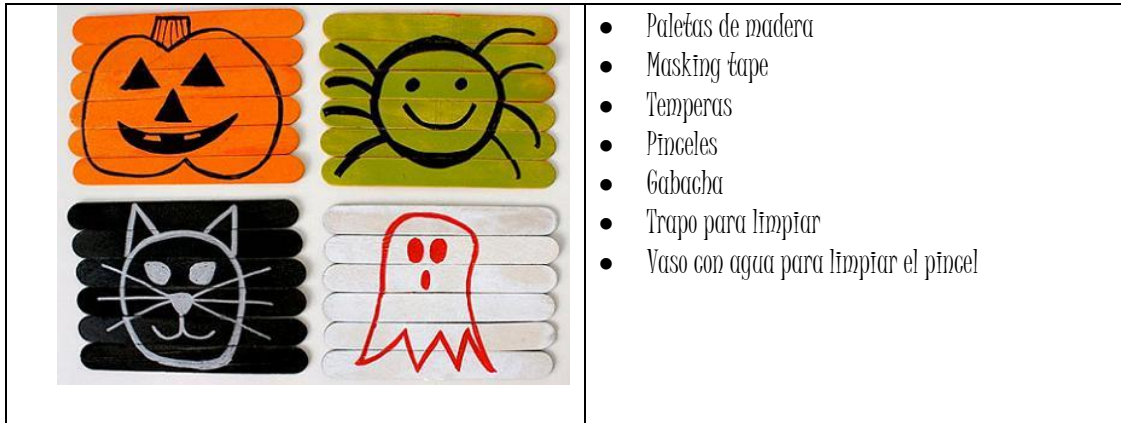 ● Paletas de madera
● Masking tape
● Temperas
● Pinceles
● Gabacha
● Trapo para limpiar
● Vaso con agua para limpiar el pincel